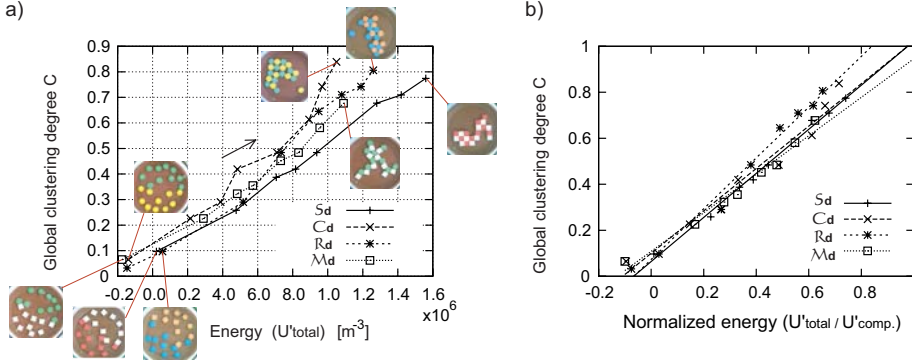 a)
Global clustering degree C
0.9
0.8
0.7
0.6
0.5
0.4
0.3
0.2
0.1
0
-0.2 0.0 0.2 0.4 0.6 0.8 1.0 1.2 1.4 1.6
x10⁶
Energy (U'total) [m⁻³]
Sd
Cd
Rd
Md
b)
Global clustering degree C
1
0.8
0.6
0.4
0.2
0
-0.2 0 0.2 0.4 0.6 0.8
Normalized energy (U'total / U'comp.)
Sd
Cd
Rd
Md